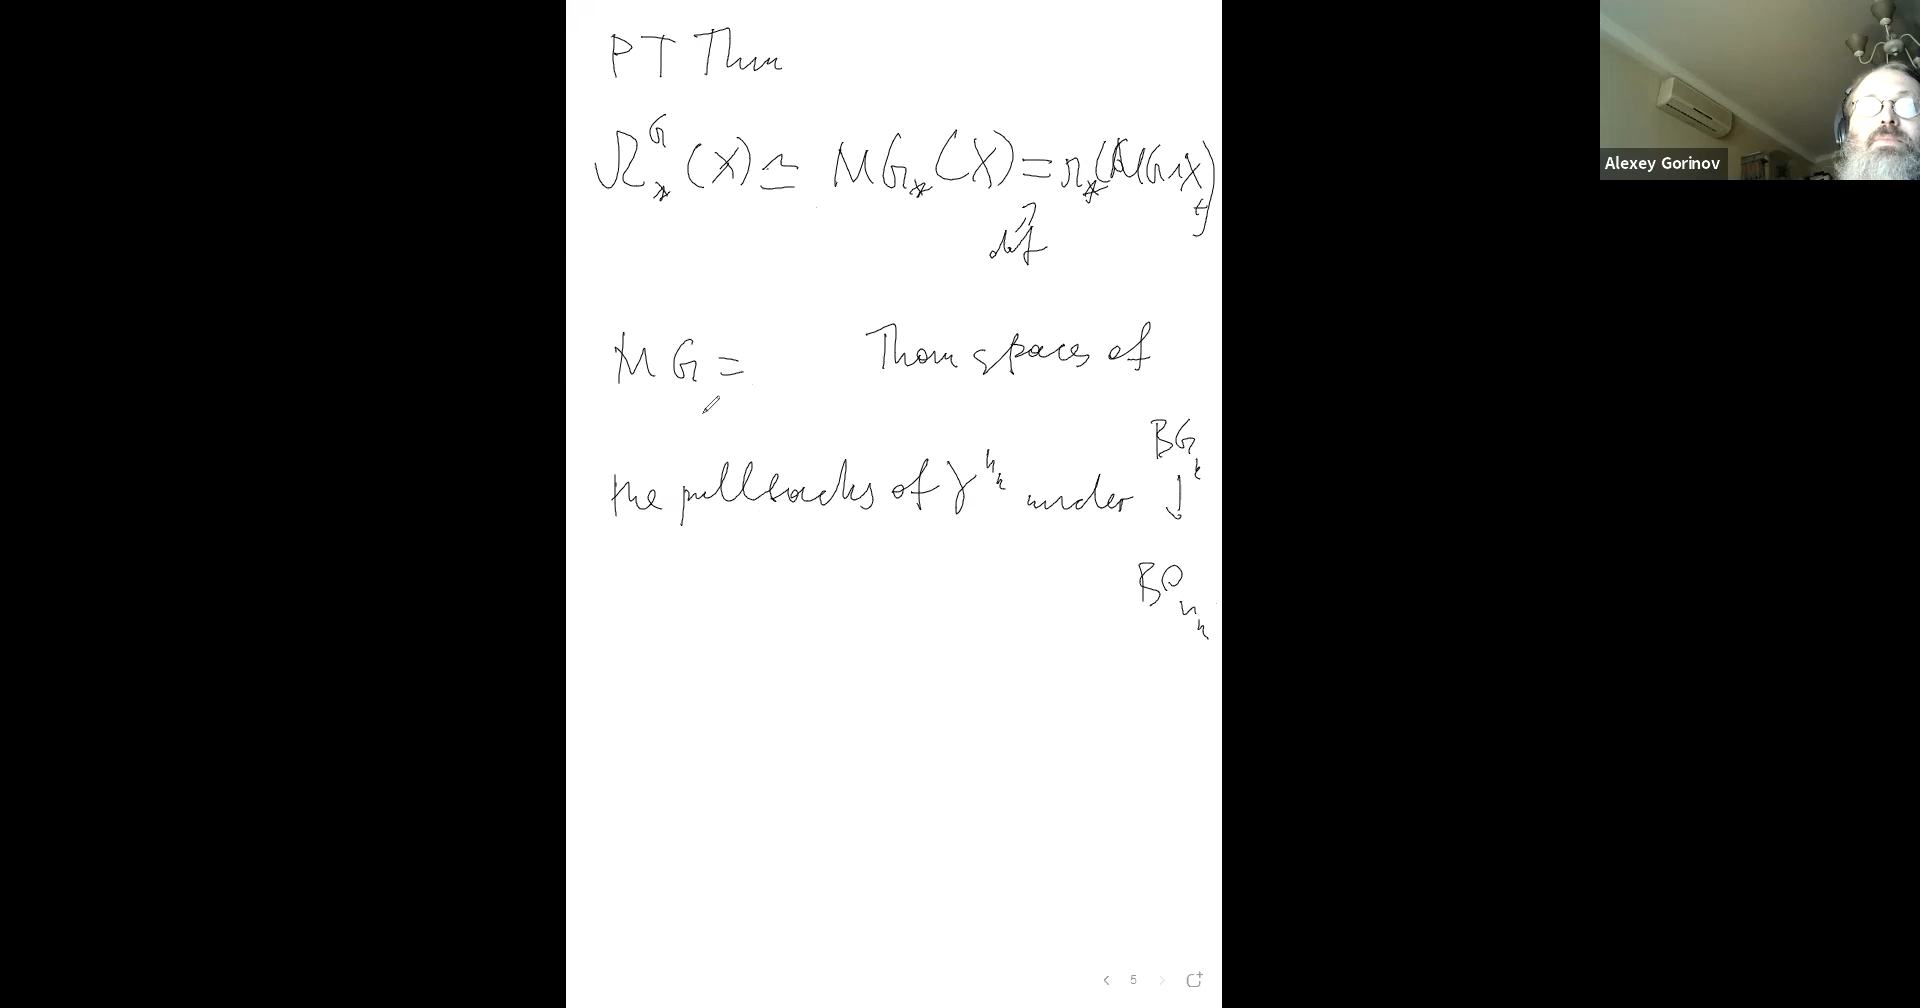 PT Thm
Ω^G_*(X) ≃ MG_*(X) = π_*(MG∧X_+)
def
MG = Thom spaces of
the pullbacks of γ^{n_k} under BG_k
↓
BO_{n_k}
Alexey Gorinov
5